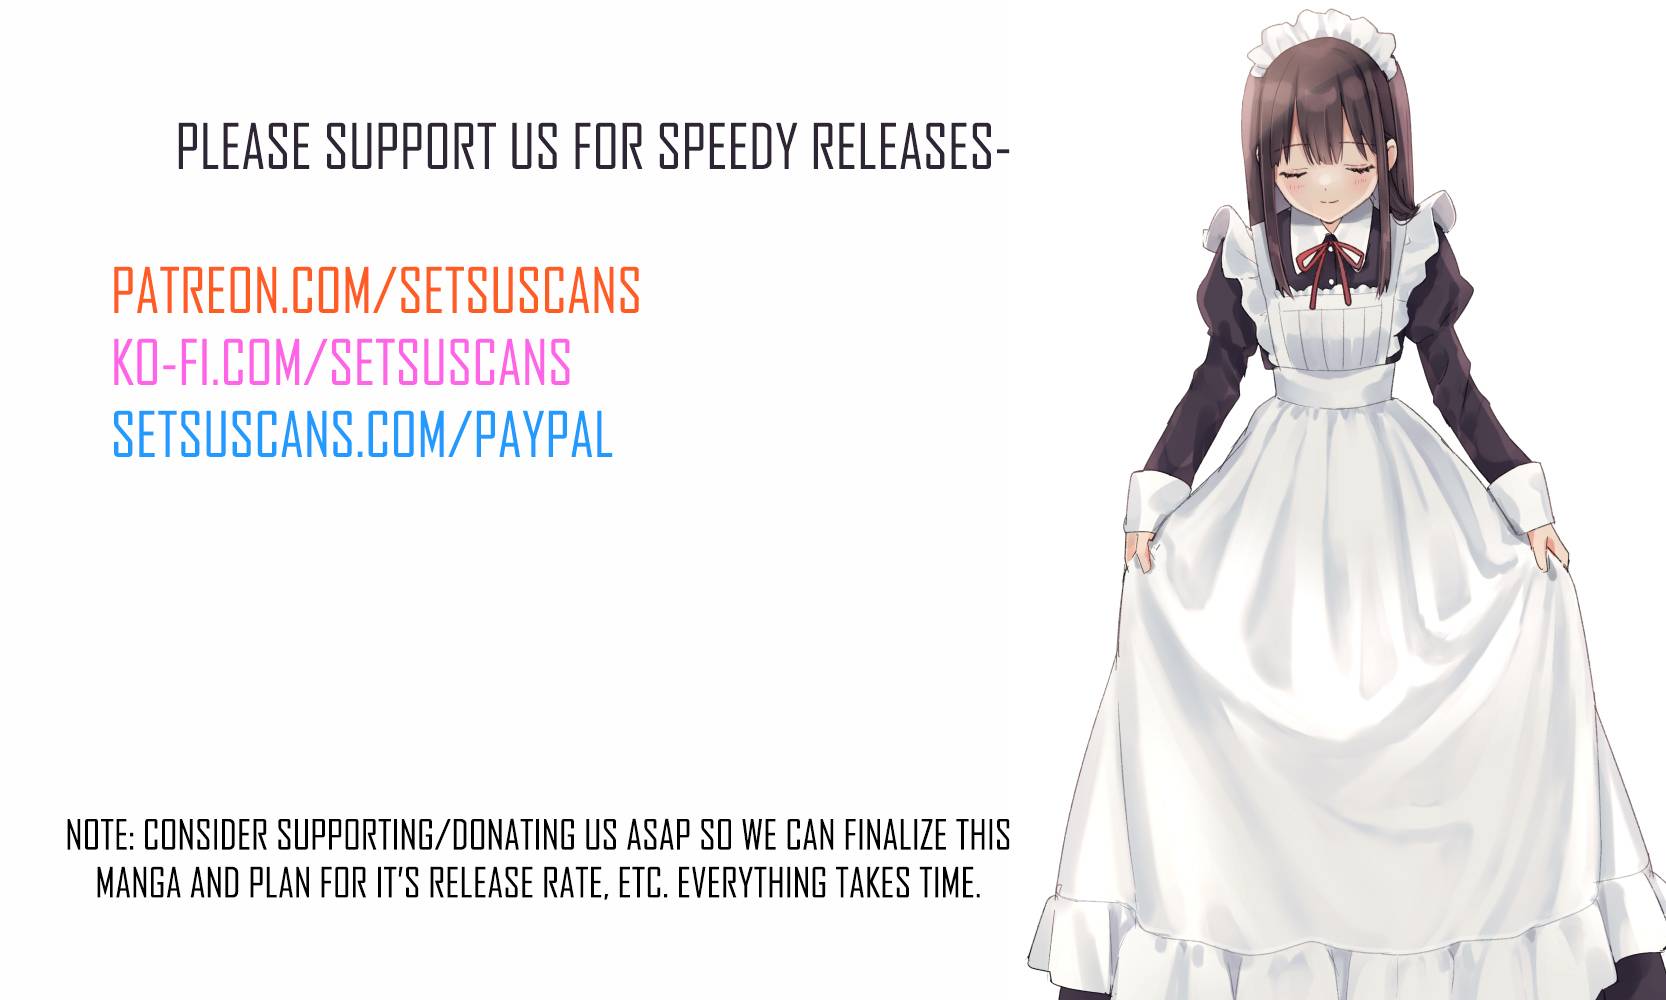 PLEASE SUPPORT US FOR SPEEDY RELEASES-
PATREON.COM/SETSUSCANS
KO-FI.COM/SETSUSCANS
SETSUSCANS.COM/PAYPAL
NOTE: CONSIDER SUPPORTING/DONATING US ASAP SO WE CAN FINALIZE THIS
MANGA AND PLAN FOR IT'S RELEASE RATE, ETC. EVERYTHING TAKES TIME.